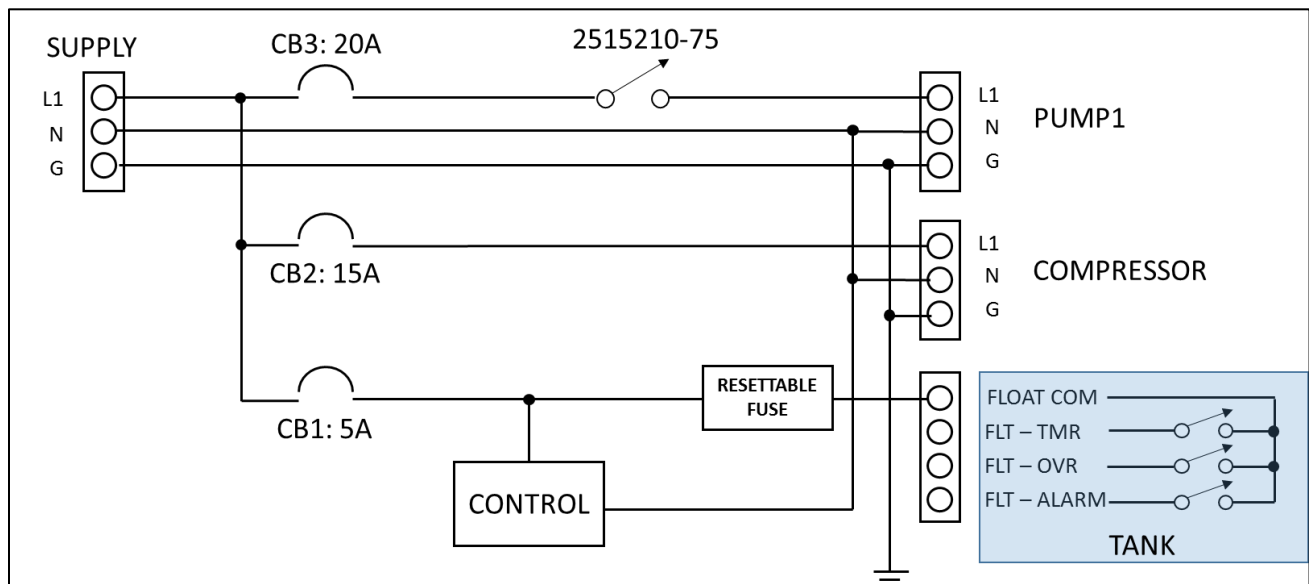 SUPPLY
CB3: 20A
2515210-75
L1
N
G
L1
N
G
PUMP1
CB2: 15A
L1
N
G
COMPRESSOR
CB1: 5A
RESETTABLE
FUSE
CONTROL
FLOAT COM
FLT – TMR
FLT – OVR
FLT – ALARM
TANK